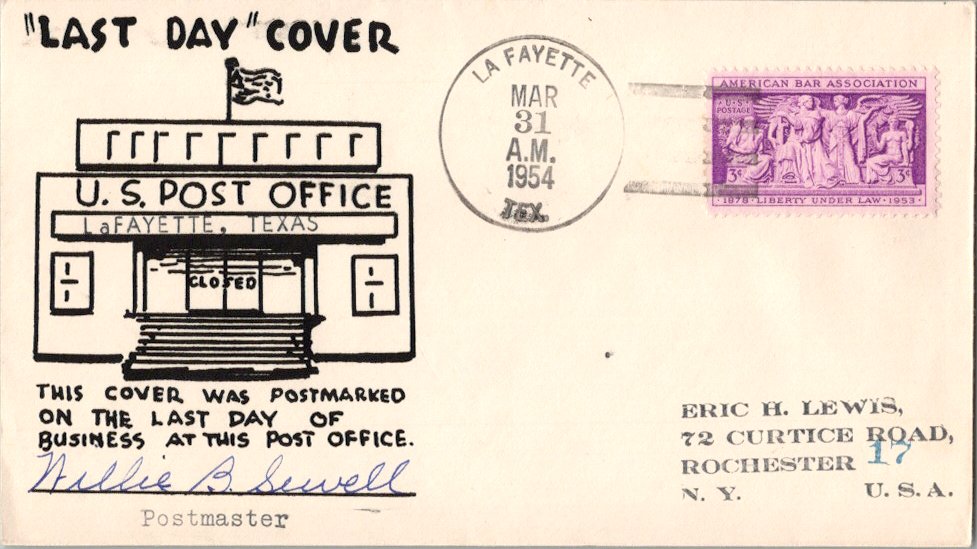 "LAST DAY" COVER
U.S. POST OFFICE
LaFAYETTE, TEXAS
CLOSED
THIS COVER WAS POSTMARKED
ON THE LAST DAY OF
BUSINESS AT THIS POST OFFICE.
Willie B. Sewell
Postmaster
LA FAYETTE
MAR
31
A.M.
1954
TEX.
AMERICAN BAR ASSOCIATION
U·S·
POSTAGE
3¢
3¢
·1878·LIBERTY UNDER LAW·1953·
ERIC H. LEWIS,
72 CURTICE ROAD,
ROCHESTER 17
N. Y. U. S. A.